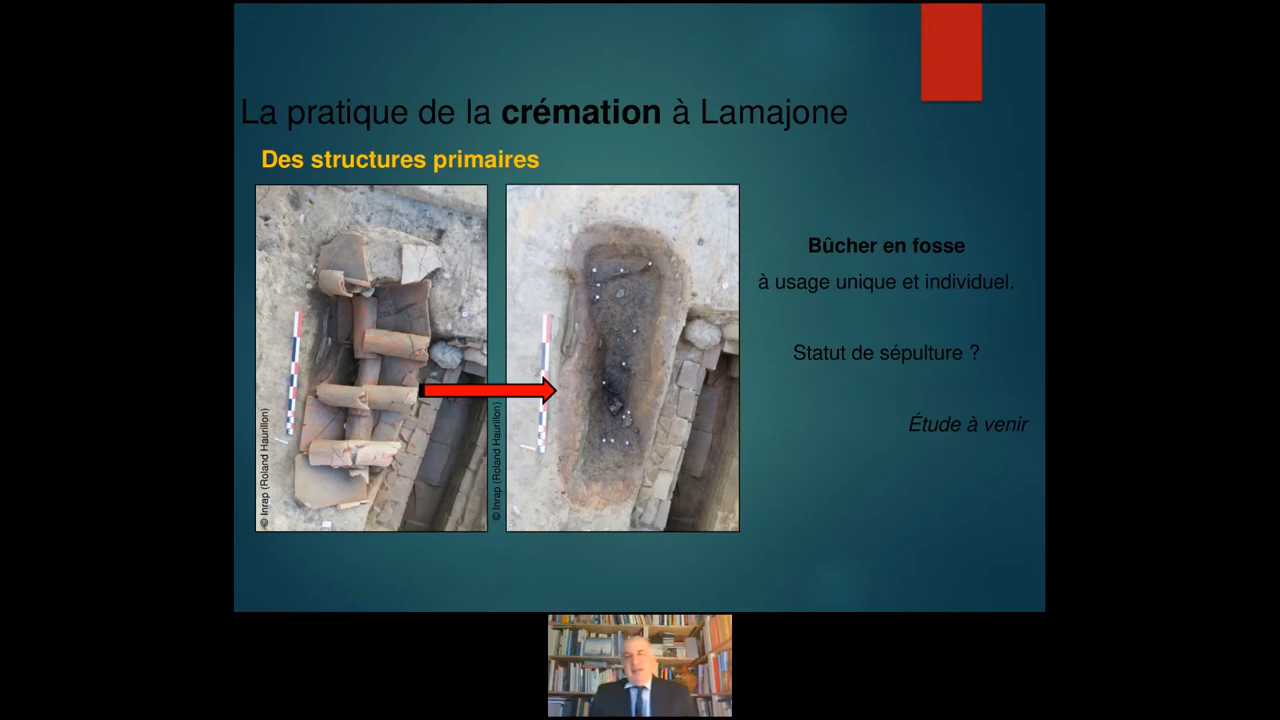 La pratique de la crémation à Lamajone
Des structures primaires
© Inrap (Roland Haurillon)
© Inrap (Roland Haurillon)
Bûcher en fosse
à usage unique et individuel.
Statut de sépulture ?
Étude à venir